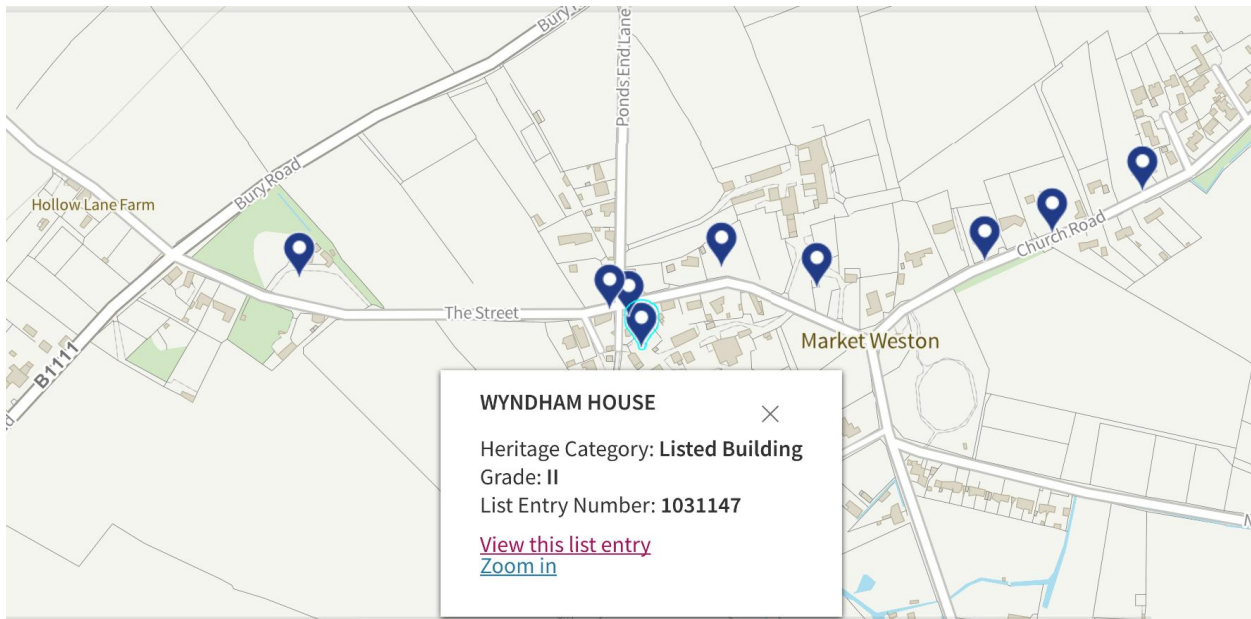 Bury
Ponds End Lane
Bury Road
Hollow Lane Farm
Church Road
The Street
Market Weston
B1111
WYNDHAM HOUSE
Heritage Category: Listed Building
Grade: II
List Entry Number: 1031147
View this list entry
Zoom in